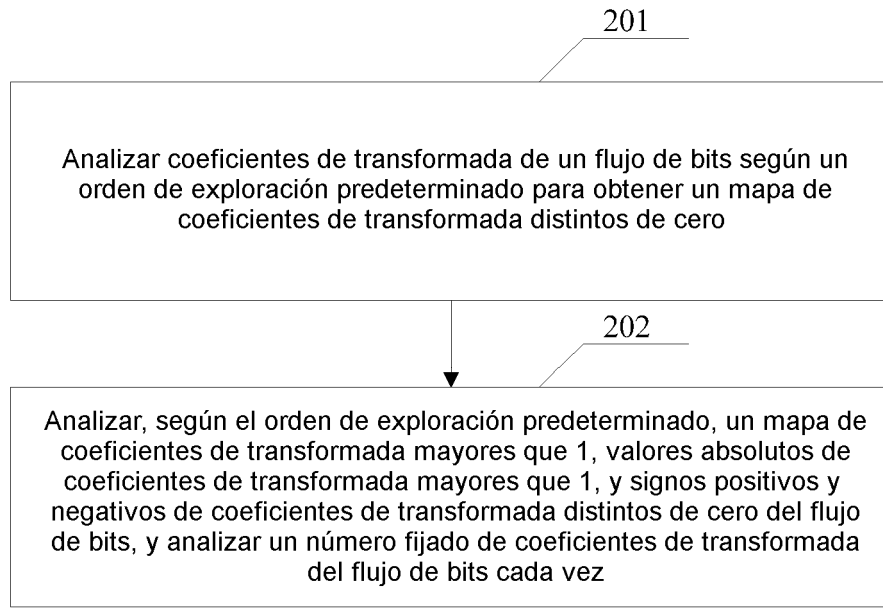 201
Analizar coeficientes de transformada de un flujo de bits según un
orden de exploración predeterminado para obtener un mapa de
coeficientes de transformada distintos de cero
202
Analizar, según el orden de exploración predeterminado, un mapa de
coeficientes de transformada mayores que 1, valores absolutos de
coeficientes de transformada mayores que 1, y signos positivos y
negativos de coeficientes de transformada distintos de cero del flujo
de bits, y analizar un número fijado de coeficientes de transformada
del flujo de bits cada vez